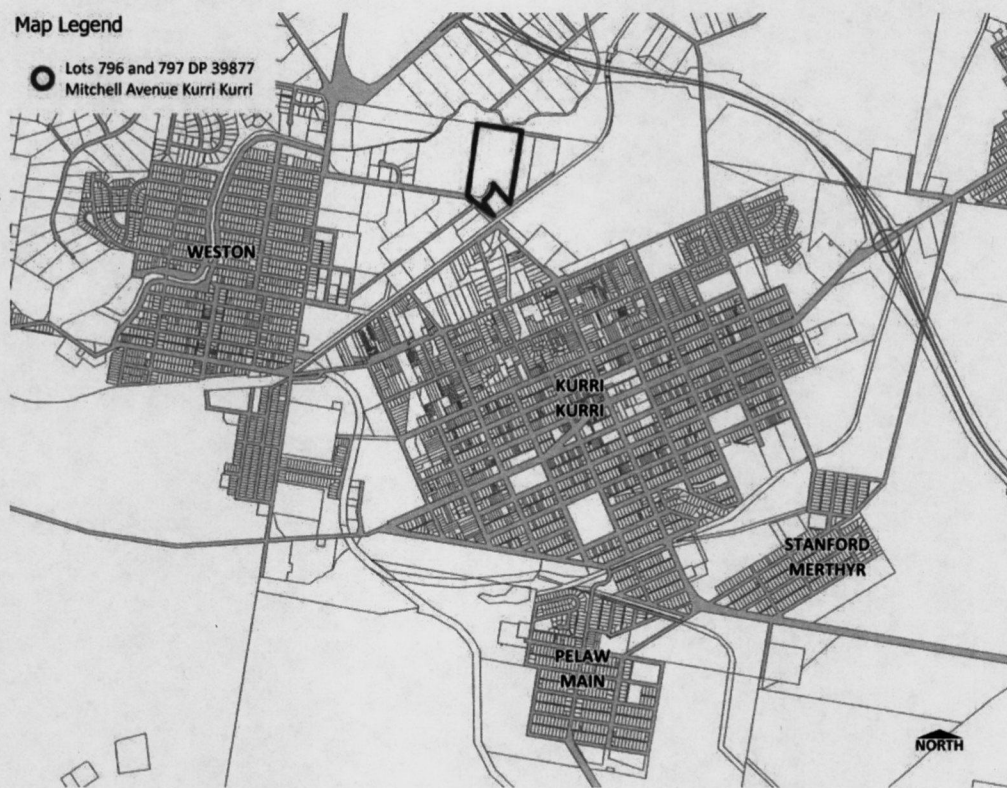 Map Legend
Lots 796 and 797 DP 39877
Mitchell Avenue Kurri Kurri
WESTON
KURRI
KURRI
STANFORD
MERTHYR
PELAW
MAIN
NORTH